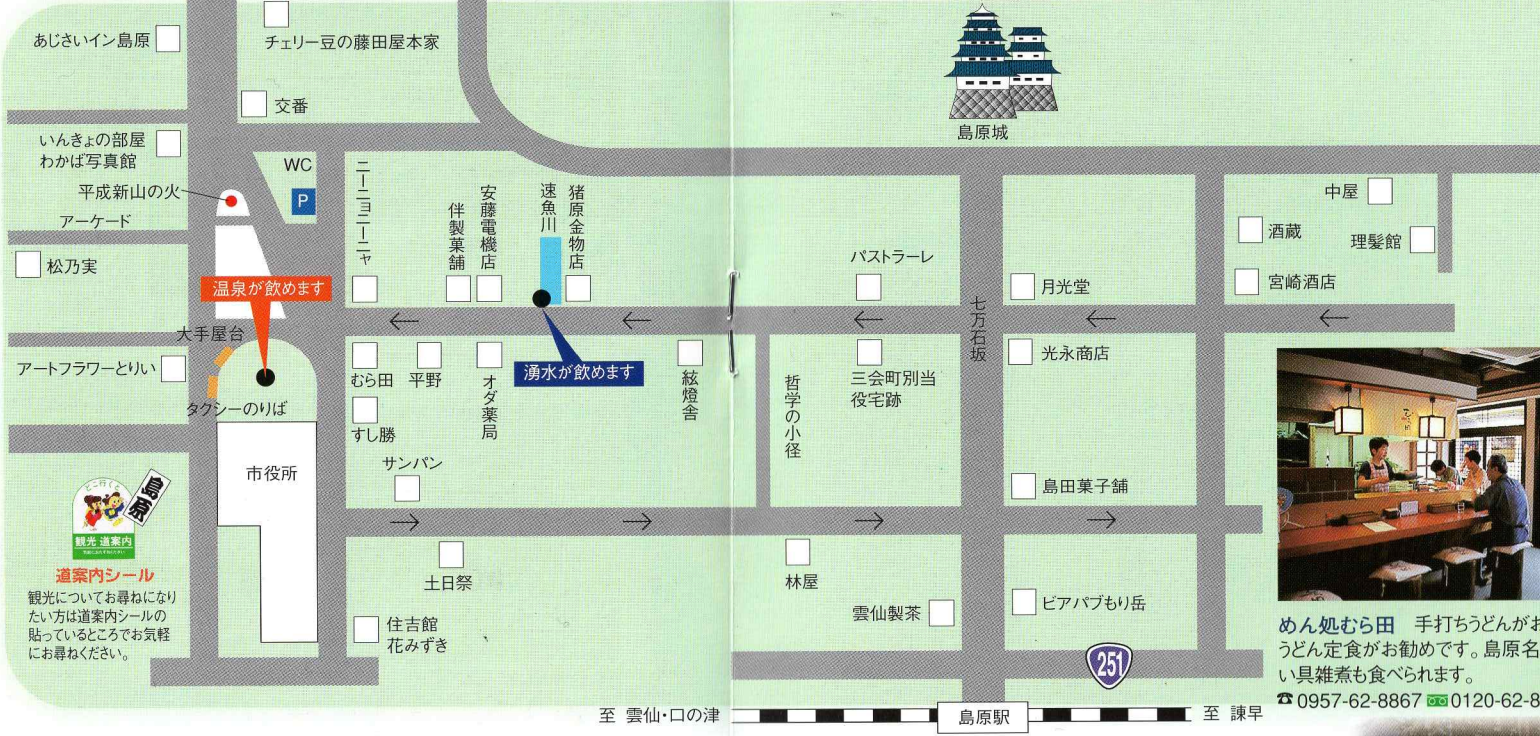 あじさいイン島原
チェリー豆の藤田屋本家
交番
島原城
いんきょの部屋
わかば写真館
WC
P
平成新山の火
アーケード
松乃実
ニーニョニーニャ
伴製菓舗
安藤電機店
速魚川
猪原金物店
パストラーレ
七万石坂
月光堂
中屋
酒蔵
理髪館
宮崎酒店
温泉が飲めます
大手屋台
アートフラワーとりい
タクシーのりば
むら田
平野
すし勝
オダ薬局
湧水が飲めます
絃燈舎
哲学の小径
三会町別当
役宅跡
光永商店
サンパン
島田菓子舗
市役所
島原
観光 道案内
道案内シール
観光についてお尋ねになり
たい方は道案内シールの
貼っているところでお気軽
にお尋ねください。
土日祭
住吉館
花みずき
林屋
雲仙製茶
ビアパブもり岳
251
至 雲仙・口の津
島原駅
至 諫早
めん処むら田 手打ちうどんがお
うどん定食がお勧めです。島原名
い具雑煮も食べられます。
☎0957-62-8867 0120-62-8